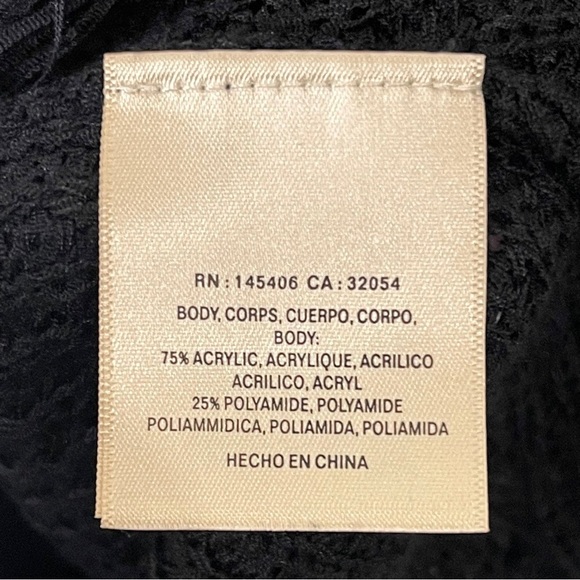 RN : 145406 CA : 32054
BODY, CORPS, CUERPO, CORPO,
BODY:
75% ACRYLIC, ACRYLIQUE, ACRILICO
ACRILICO, ACRYL
25% POLYAMIDE, POLYAMIDE
POLIAMMIDICA, POLIAMIDA, POLIAMIDA
HECHO EN CHINA